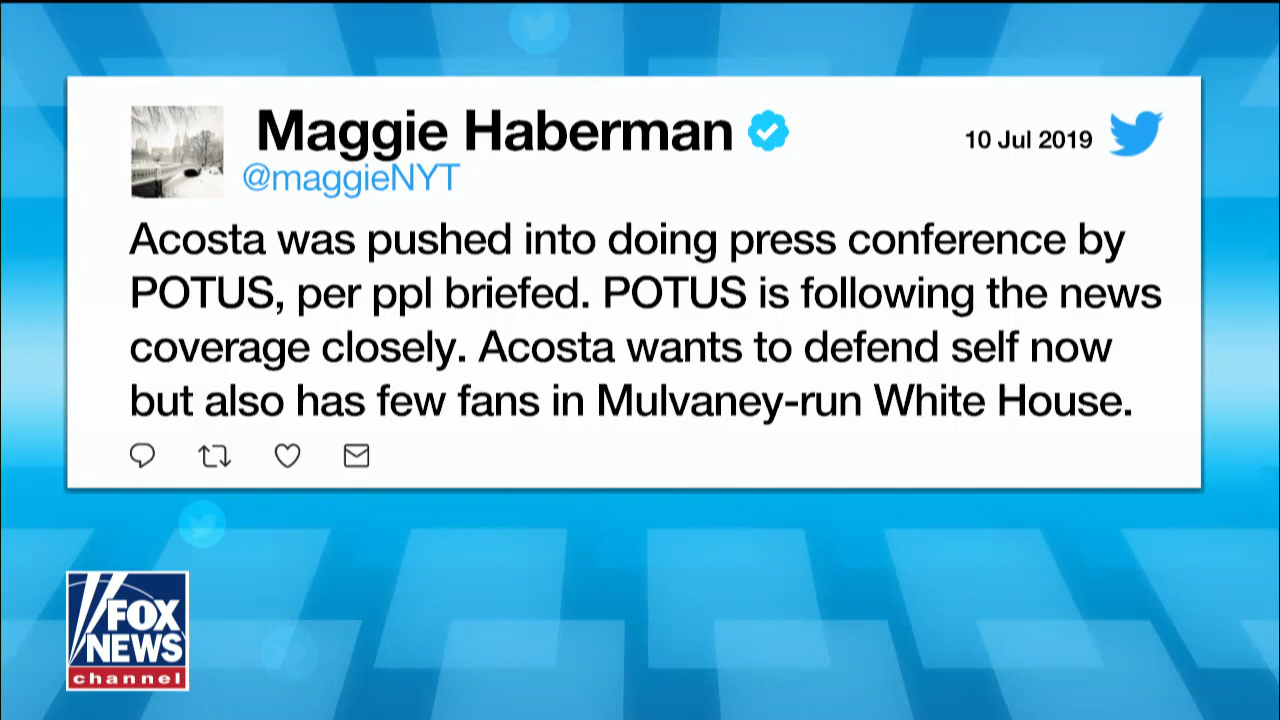 Maggie Haberman
10 Jul 2019
@maggieNYT
Acosta was pushed into doing press conference by
POTUS, per ppl briefed. POTUS is following the news
coverage closely. Acosta wants to defend self now
but also has few fans in Mulvaney-run White House.
FOX
NEWS
channel